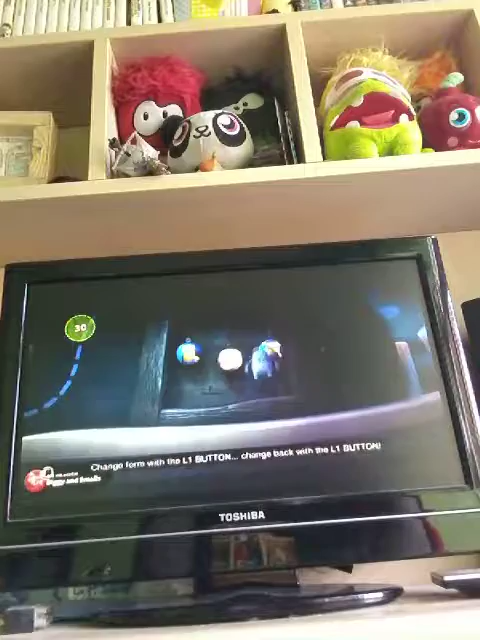 30
Change form with the L1 BUTTON... change back with the L1 BUTTON!
TOSHIBA